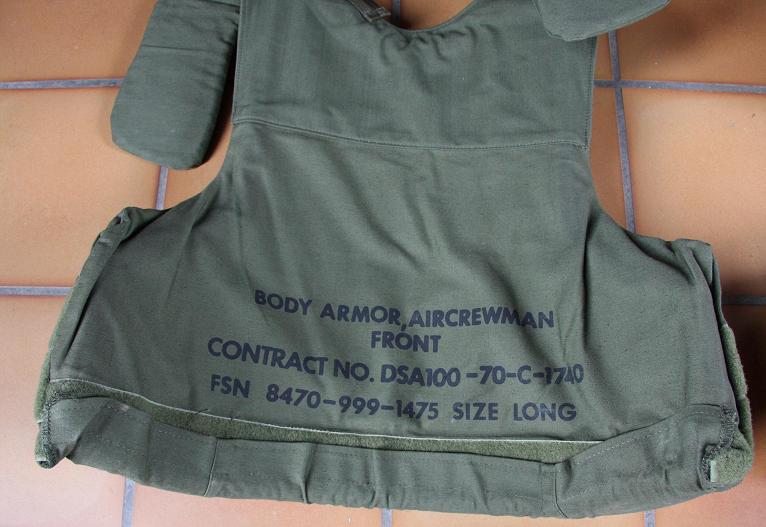 BODY ARMOR, AIRCREWMAN
FRONT
CONTRACT NO. DSA100-70-C-1740
FSN 8470-999-1475 SIZE LONG